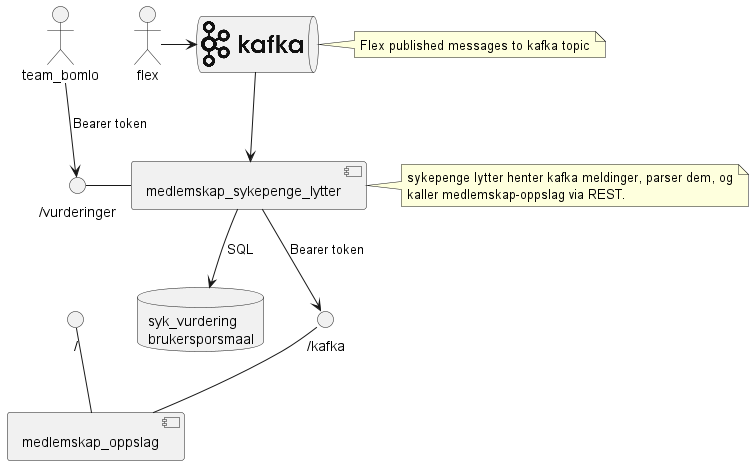 team_bomlo
flex
kafka
Flex published messages to kafka topic
Bearer token
/vurderinger
medlemskap_sykepenge_lytter
sykepenge lytter henter kafka meldinger, parser dem, og
kaller medlemskap-oppslag via REST.
SQL
Bearer token
syk_vurdering
brukersporsmaal
/
/kafka
medlemskap_oppslag